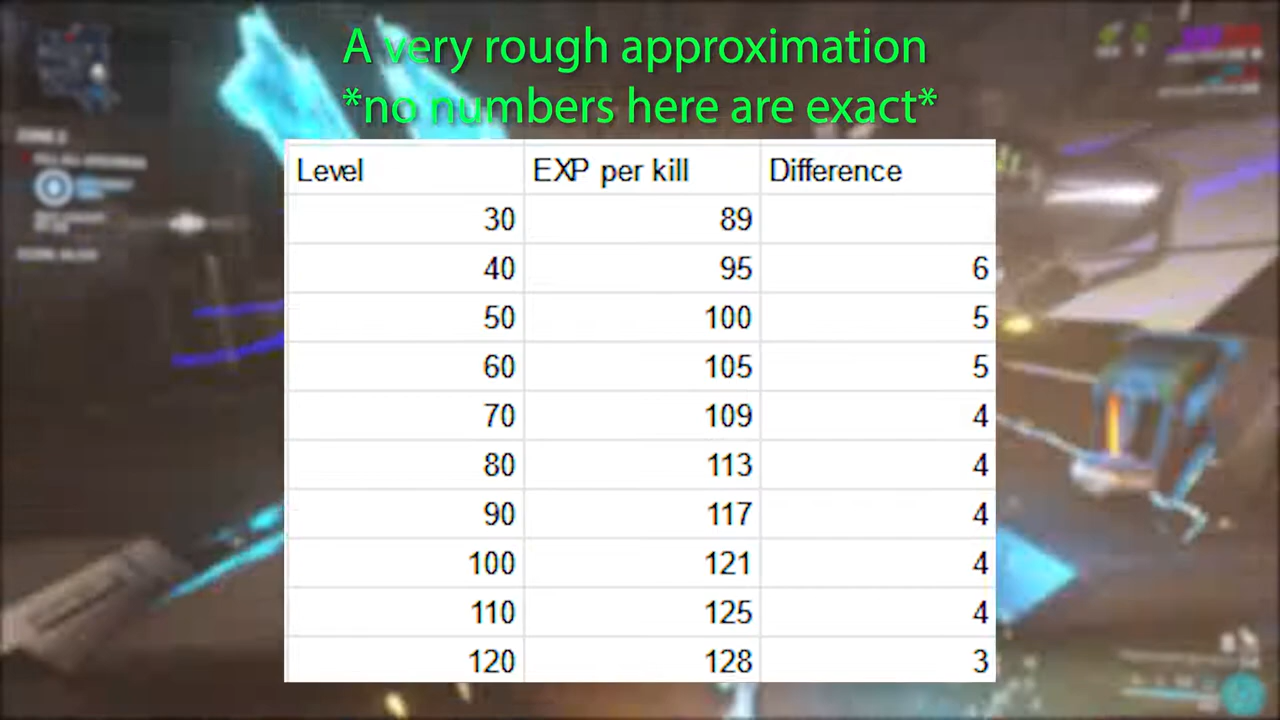 A very rough approximation
*no numbers here are exact*
Level EXP per kill Difference
30 89
40 95 6
50 100 5
60 105 5
70 109 4
80 113 4
90 117 4
100 121 4
110 125 4
120 128 3